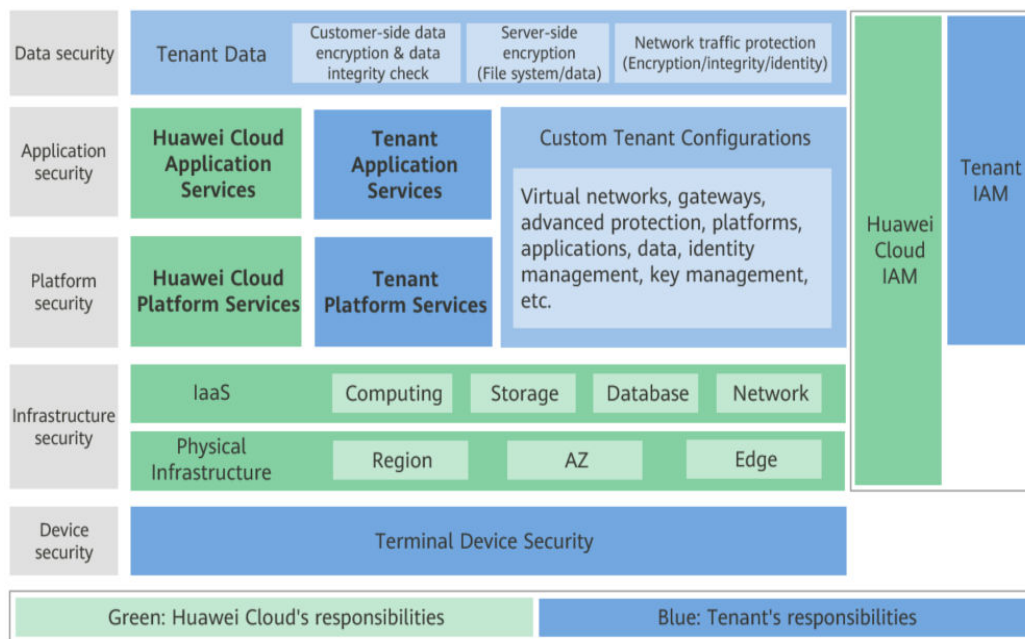 Data security
Tenant Data
Customer-side data
encryption & data
integrity check
Server-side
encryption
(File system/data)
Network traffic protection
(Encryption/integrity/identity)
Application
security
Huawei Cloud
Application
Services
Tenant
Application
Services
Custom Tenant Configurations
Virtual networks, gateways,
advanced protection, platforms,
applications, data, identity
management, key management,
etc.
Platform
security
Huawei Cloud
Platform Services
Tenant
Platform Services
Huawei
Cloud
IAM
Tenant
IAM
Infrastructure
security
IaaS
Computing
Storage
Database
Network
Physical
Infrastructure
Region
AZ
Edge
Device
security
Terminal Device Security
Green: Huawei Cloud's responsibilities
Blue: Tenant's responsibilities